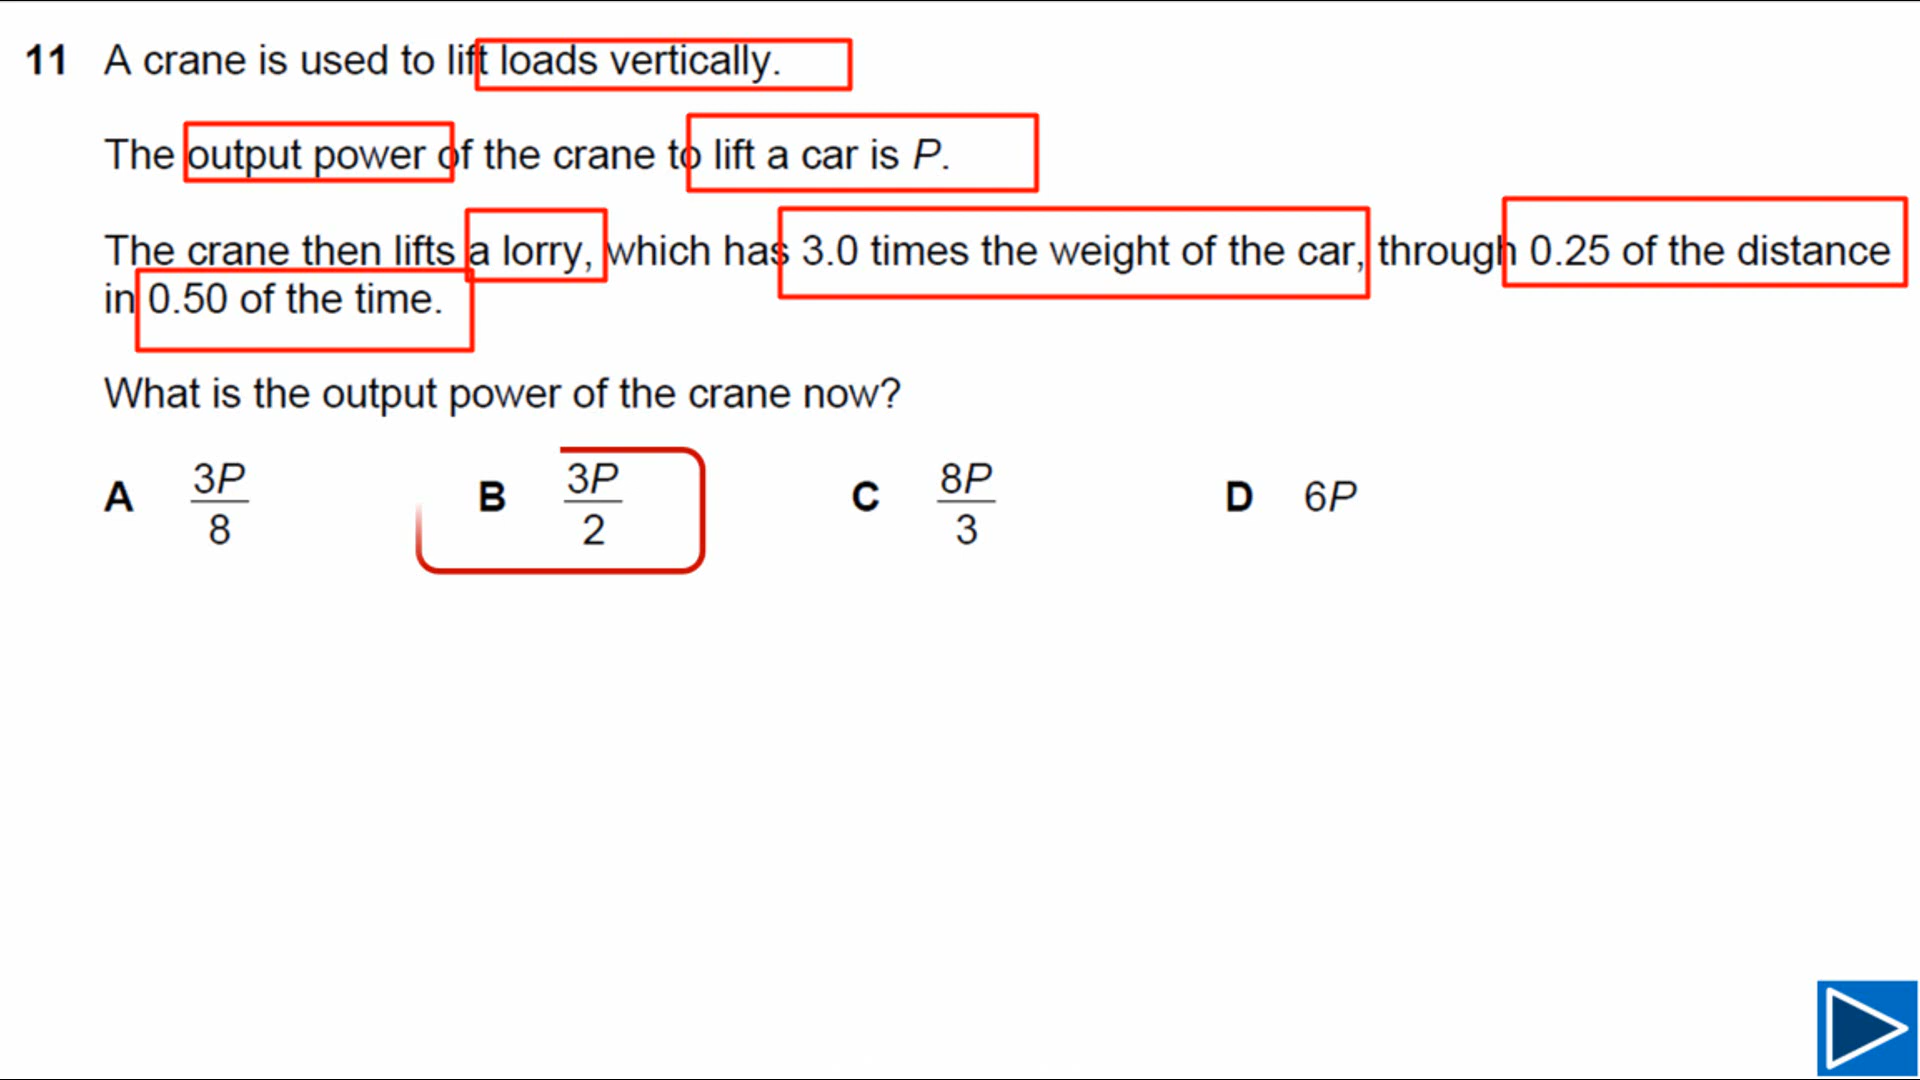 11 A crane is used to lift loads vertically.
The output power of the crane to lift a car is P.
The crane then lifts a lorry, which has 3.0 times the weight of the car, through 0.25 of the distance
in 0.50 of the time.
What is the output power of the crane now?
A 3P/8 B 3P/2 C 8P/3 D 6P